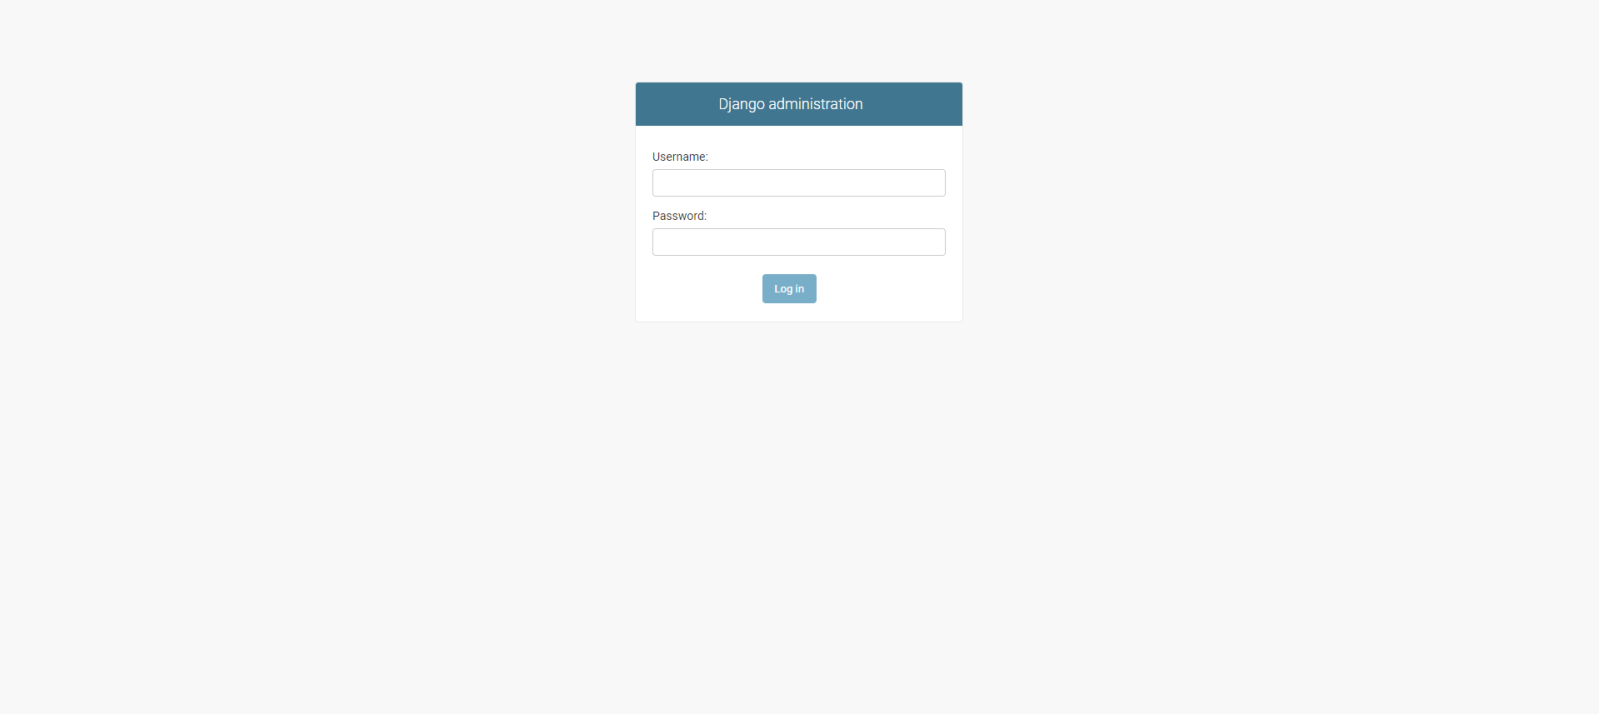 Django administration
Username:
Password:
Log in